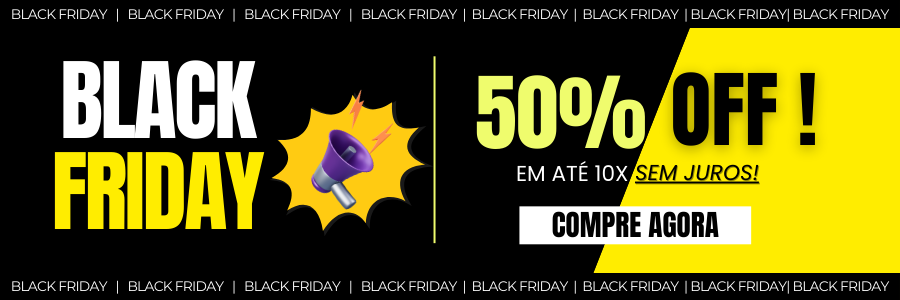 BLACK FRIDAY | BLACK FRIDAY | BLACK FRIDAY | BLACK FRIDAY | BLACK FRIDAY | BLACK FRIDAY | BLACK FRIDAY| BLACK FRIDAY
BLACK
FRIDAY
50% OFF !
EM ATÉ 10X SEM JUROS!
COMPRE AGORA
BLACK FRIDAY | BLACK FRIDAY | BLACK FRIDAY | BLACK FRIDAY | BLACK FRIDAY | BLACK FRIDAY | BLACK FRIDAY| BLACK FRIDAY